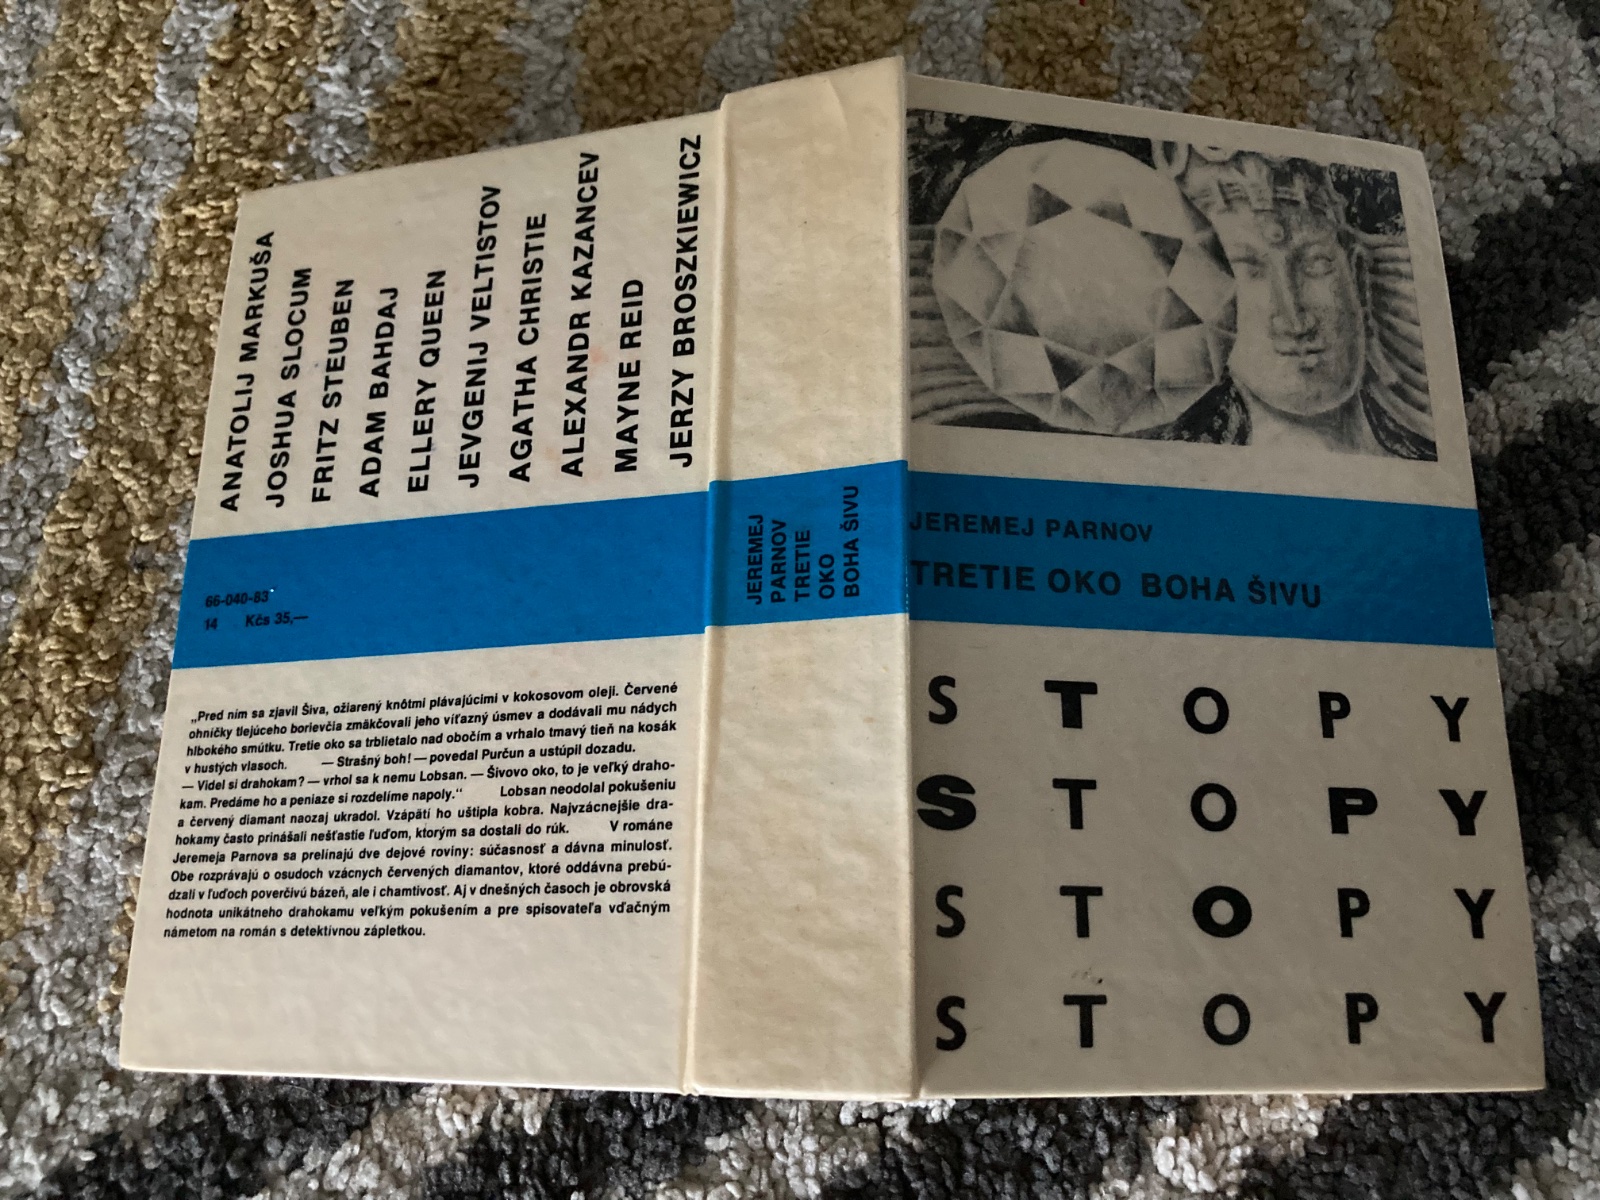 ANATOLIJ MARKUŠA
JOSHUA SLOCUM
FRITZ STEUBEN
ADAM BAHDAJ
ELLERY QUEEN
JEVGENIJ VELTISTOV
AGATHA CHRISTIE
ALEXANDR KAZANCEV
MAYNE REID
JERZY BROSZKIEWICZ
66-040-83
14 Kčs 35,—
„Pred ním sa zjavil Šiva, ožiarený knôtmi plávajúcimi v kokosovom oleji. Červené
ohníčky tlejúceho borievčia zmäkčovali jeho víťazný úsmev a dodávali mu nádych
hlbokého smútku. Tretie oko sa trblietalo nad obočím a vrhalo tmavý tieň na kosák
v hustých vlasoch. — Strašný boh! — povedal Purčun a ustúpil dozadu.
— Videl si drahokam? — vrhol sa k nemu Lobsan. — Šivovo oko, to je veľký draho-
kam. Predáme ho a peniaze si rozdelíme napoly.“ Lobsan neodolal pokušeniu
a červený diamant naozaj ukradol. Vzápätí ho uštipla kobra. Najvzácnejšie dra-
hokamy často prinášali nešťastie ľuďom, ktorým sa dostali do rúk. V románe
Jeremeja Parnova sa prelínajú dve dejové roviny: súčasnosť a dávna minulosť.
Obe rozprávajú o osudoch vzácnych červených diamantov, ktoré oddávna prebú-
dzali v ľuďoch poverčivú bázeň, ale i chamtivosť. Aj v dnešných časoch je obrovská
hodnota unikátneho drahokamu veľkým pokušením a pre spisovateľa vďačným
námetom na román s detektívnou zápletkou.
JEREMEJ
PARNOV
TRETIE
OKO
BOHA ŠIVU
JEREMEJ PARNOV
TRETIE OKO BOHA ŠIVU
STOPY
STOPY
STOPY
STOPY